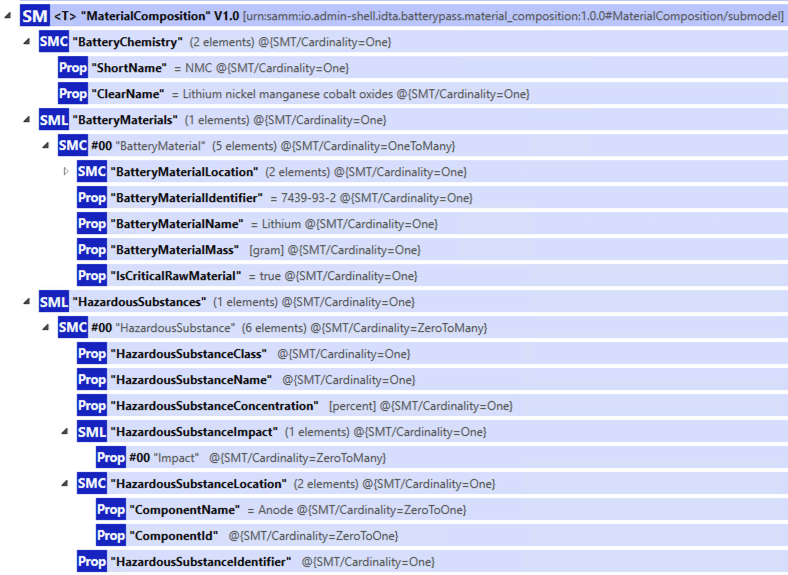 SM <T> "MaterialComposition" V1.0 [urn:samm:io.admin-shell.idta.batterypass.material_composition:1.0.0#MaterialComposition/submodel]
SMC "BatteryChemistry" (2 elements) @{SMT/Cardinality=One}
Prop "ShortName" = NMC @{SMT/Cardinality=One}
Prop "ClearName" = Lithium nickel manganese cobalt oxides @{SMT/Cardinality=One}
SML "BatteryMaterials" (1 elements) @{SMT/Cardinality=One}
SMC #00 "BatteryMaterial" (5 elements) @{SMT/Cardinality=OneToMany}
SMC "BatteryMaterialLocation" (2 elements) @{SMT/Cardinality=One}
Prop "BatteryMaterialIdentifier" = 7439-93-2 @{SMT/Cardinality=One}
Prop "BatteryMaterialName" = Lithium @{SMT/Cardinality=One}
Prop "BatteryMaterialMass" [gram] @{SMT/Cardinality=One}
Prop "IsCriticalRawMaterial" = true @{SMT/Cardinality=One}
SML "HazardousSubstances" (1 elements) @{SMT/Cardinality=One}
SMC #00 "HazardousSubstance" (6 elements) @{SMT/Cardinality=ZeroToMany}
Prop "HazardousSubstanceClass" @{SMT/Cardinality=One}
Prop "HazardousSubstanceName" @{SMT/Cardinality=One}
Prop "HazardousSubstanceConcentration" [percent] @{SMT/Cardinality=One}
SML "HazardousSubstanceImpact" (1 elements) @{SMT/Cardinality=One}
Prop #00 "Impact" @{SMT/Cardinality=ZeroToMany}
SMC "HazardousSubstanceLocation" (2 elements) @{SMT/Cardinality=One}
Prop "ComponentName" = Anode @{SMT/Cardinality=ZeroToOne}
Prop "ComponentId" @{SMT/Cardinality=ZeroToOne}
Prop "HazardousSubstanceIdentifier" @{SMT/Cardinality=One}